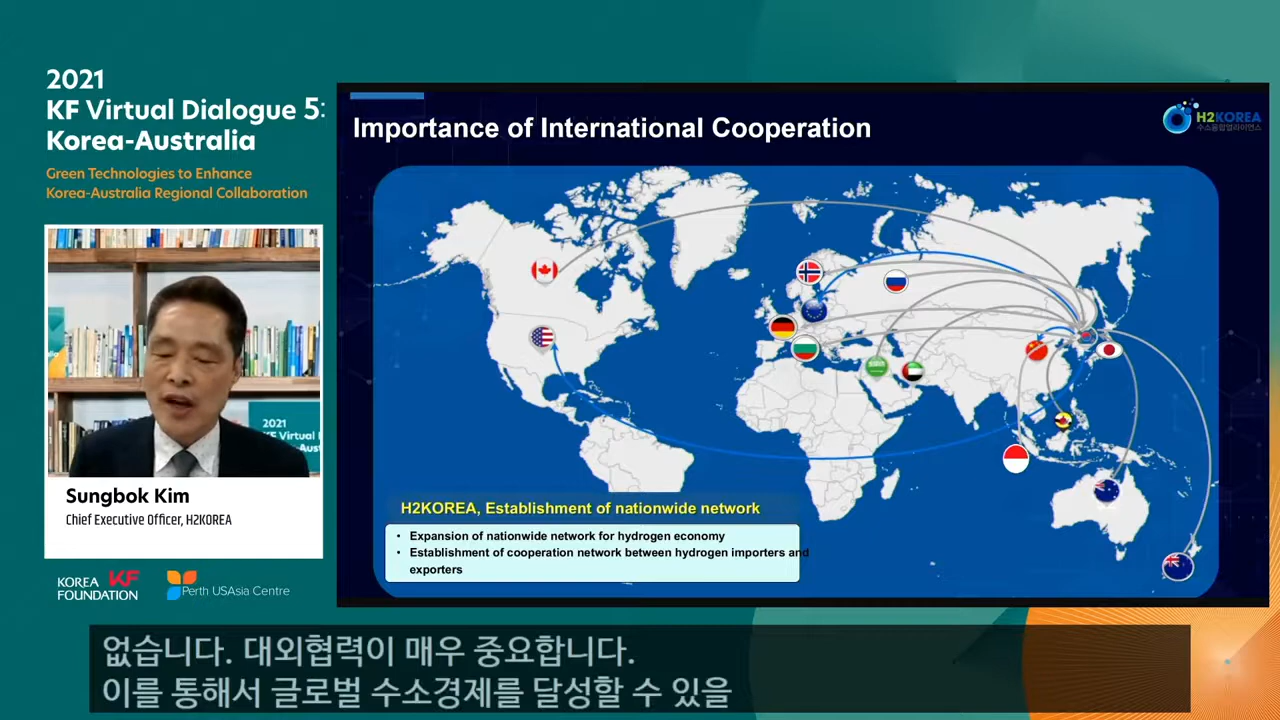 2021
KF Virtual Dialogue 5:
Korea-Australia
Green Technologies to Enhance
Korea-Australia Regional Collaboration
Sungbok Kim
Chief Executive Officer, H2KOREA
KOREA KF
FOUNDATION
Perth USAsia Centre
Importance of International Cooperation
H2KOREA
수소융합얼라이언스
H2KOREA, Establishment of nationwide network
• Expansion of nationwide network for hydrogen economy
• Establishment of cooperation network between hydrogen importers and
exporters
2021
KF Virtual
없습니다. 대외협력이 매우 중요합니다.
이를 통해서 글로벌 수소경제를 달성할 수 있을